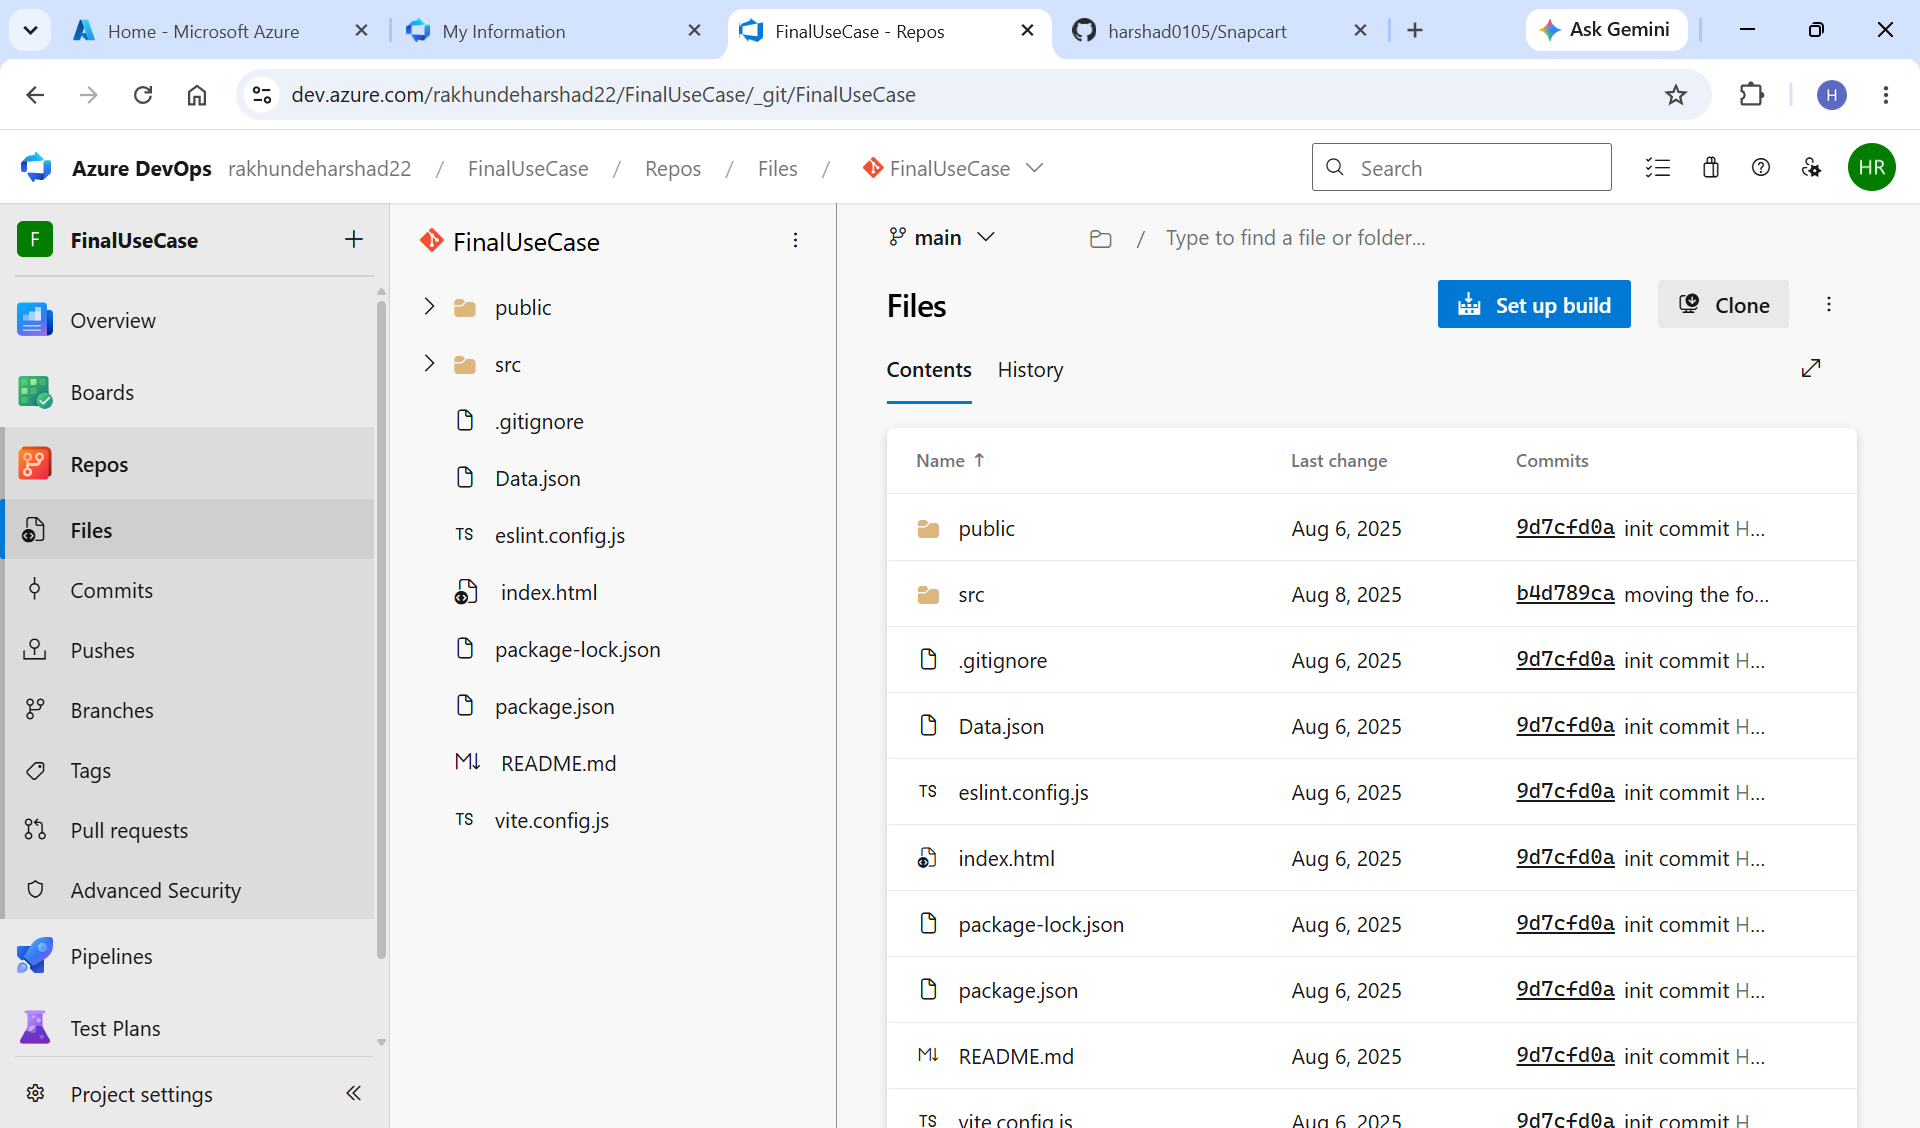 Home - Microsoft Azure
My Information
FinalUseCase - Repos
harshad0105/Snapcart
Ask Gemini
dev.azure.com/rakhundeharshad22/FinalUseCase/_git/FinalUseCase
H
Azure DevOps rakhundeharshad22 / FinalUseCase / Repos / Files / FinalUseCase
Search
HR
F FinalUseCase
Overview
Boards
Repos
Files
Commits
Pushes
Branches
Tags
Pull requests
Advanced Security
Pipelines
Test Plans
Project settings
FinalUseCase
public
src
.gitignore
Data.json
TS eslint.config.js
index.html
package-lock.json
package.json
M↓ README.md
TS vite.config.js
main / Type to find a file or folder...
Files
Set up build
Clone
Contents History
Name ↑ Last change Commits
public Aug 6, 2025 9d7cfd0a init commit H...
src Aug 8, 2025 b4d789ca moving the fo...
.gitignore Aug 6, 2025 9d7cfd0a init commit H...
Data.json Aug 6, 2025 9d7cfd0a init commit H...
TS eslint.config.js Aug 6, 2025 9d7cfd0a init commit H...
index.html Aug 6, 2025 9d7cfd0a init commit H...
package-lock.json Aug 6, 2025 9d7cfd0a init commit H...
package.json Aug 6, 2025 9d7cfd0a init commit H...
M↓ README.md Aug 6, 2025 9d7cfd0a init commit H...
TS vite.config.js Aug 6, 2025 9d7cfd0a init commit H...